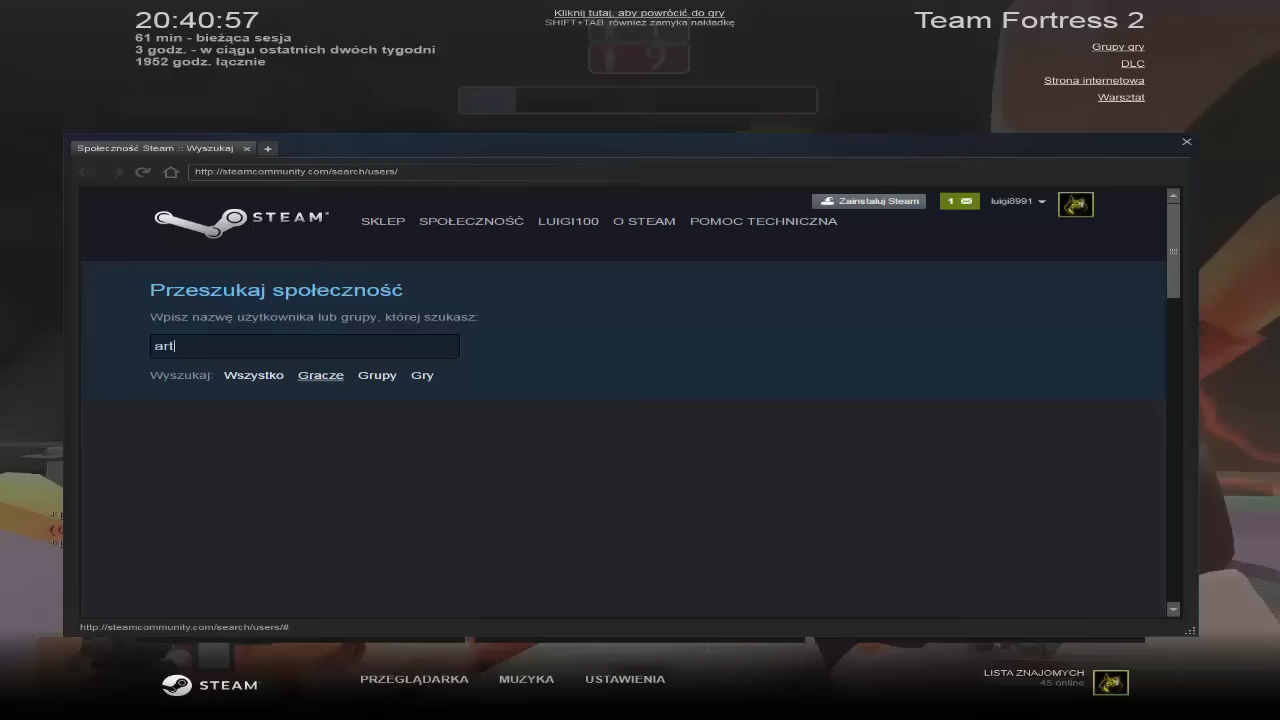 20:40:57
61 min - bieżąca sesja
3 godz. - w ciągu ostatnich dwóch tygodni
1952 godz. łącznie
Kliknij tutaj, aby powrócić do gry
SHIFT+TAB również zamyka nakładkę
9
Team Fortress 2
Grupy gry
DLC
Strona internetowa
Warsztat
Społeczność Steam :: Wyszukaj
http://steamcommunity.com/search/users/
Zainstaluj Steam
1
luigi8991
STEAM
SKLEP SPOŁECZNOŚĆ LUIGI100 O STEAM POMOC TECHNICZNA
Przeszukaj społeczność
Wpisz nazwę użytkownika lub grupy, której szukasz:
art
Wyszukaj: Wszystko Gracze Grupy Gry
http://steamcommunity.com/search/users/#
STEAM
PRZEGLĄDARKA MUZYKA USTAWIENIA
LISTA ZNAJOMYCH
45 online